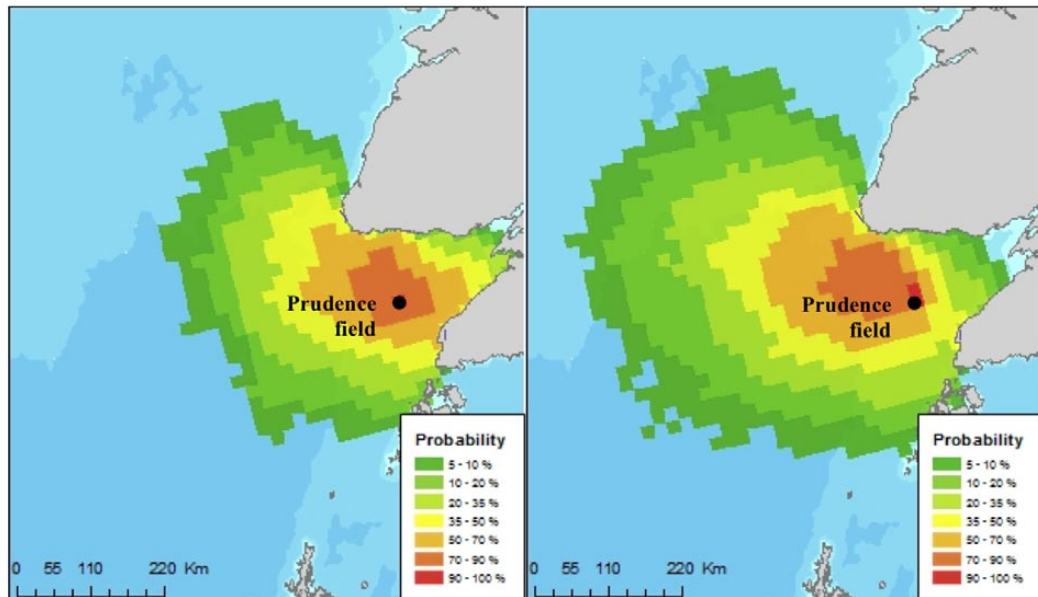 Prudence
field
Probability
5 - 10 %
10 - 20 %
20 - 35 %
35 - 50 %
50 - 70 %
70 - 90 %
90 - 100 %
0 55 110 220 Km
Prudence
field
Probability
5 - 10 %
10 - 20 %
20 - 35 %
35 - 50 %
50 - 70 %
70 - 90 %
90 - 100 %
0 55 110 220 Km